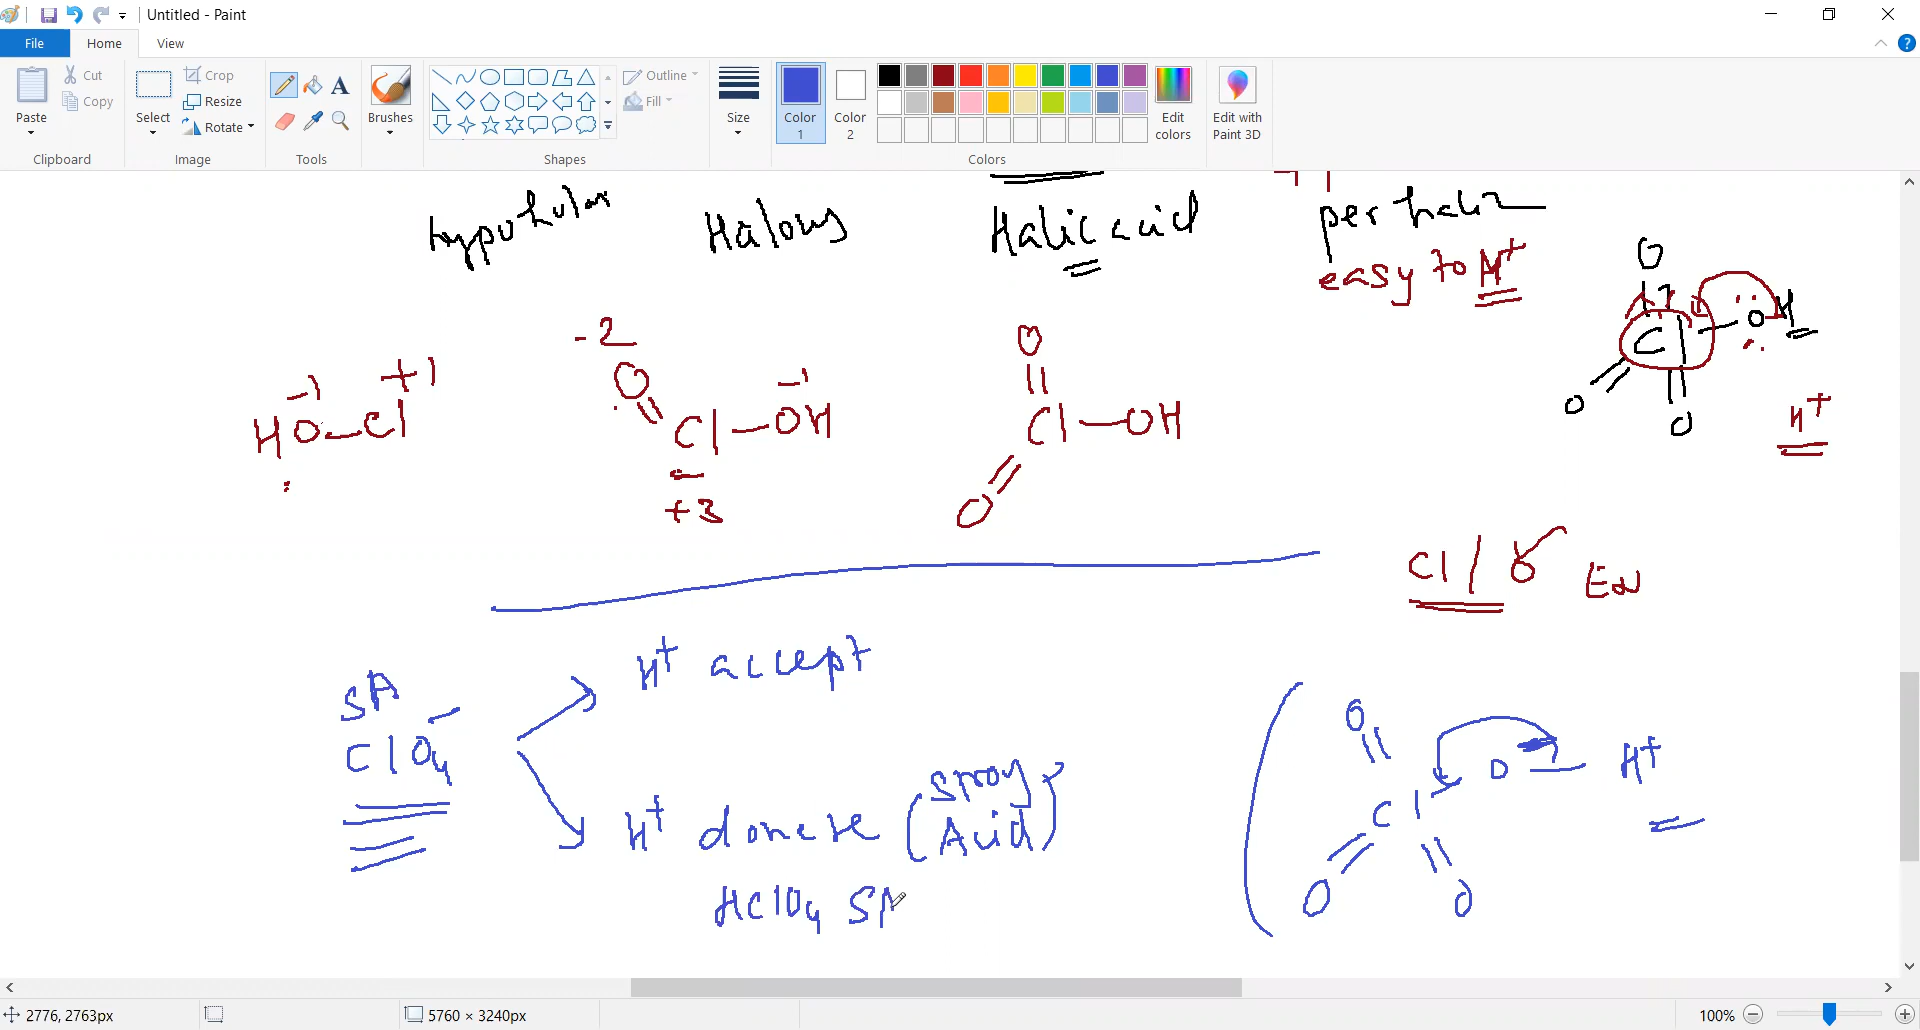 Untitled - Paint
File Home View
Paste
Cut
Copy
Clipboard
Select
Crop
Resize
Rotate
Image
Tools
Brushes
Shapes
Outline
Fill
Size
Color 1
Color 2
Colors
Edit colors
Edit with Paint 3D
Halous
Halic acid
per
easy to H+
O
Cl
O H
O
O
H+
-1 +1
HO-Cl
-2
O
-1
Cl-OH
+3
O
Cl-OH
O
Cl / O EN
SA
ClO4-
H+ accept
H+ donate (Strong Acid)
HClO4 SA
O
Cl
O — H+
O
O
2776, 2763px
5760 × 3240px
100%